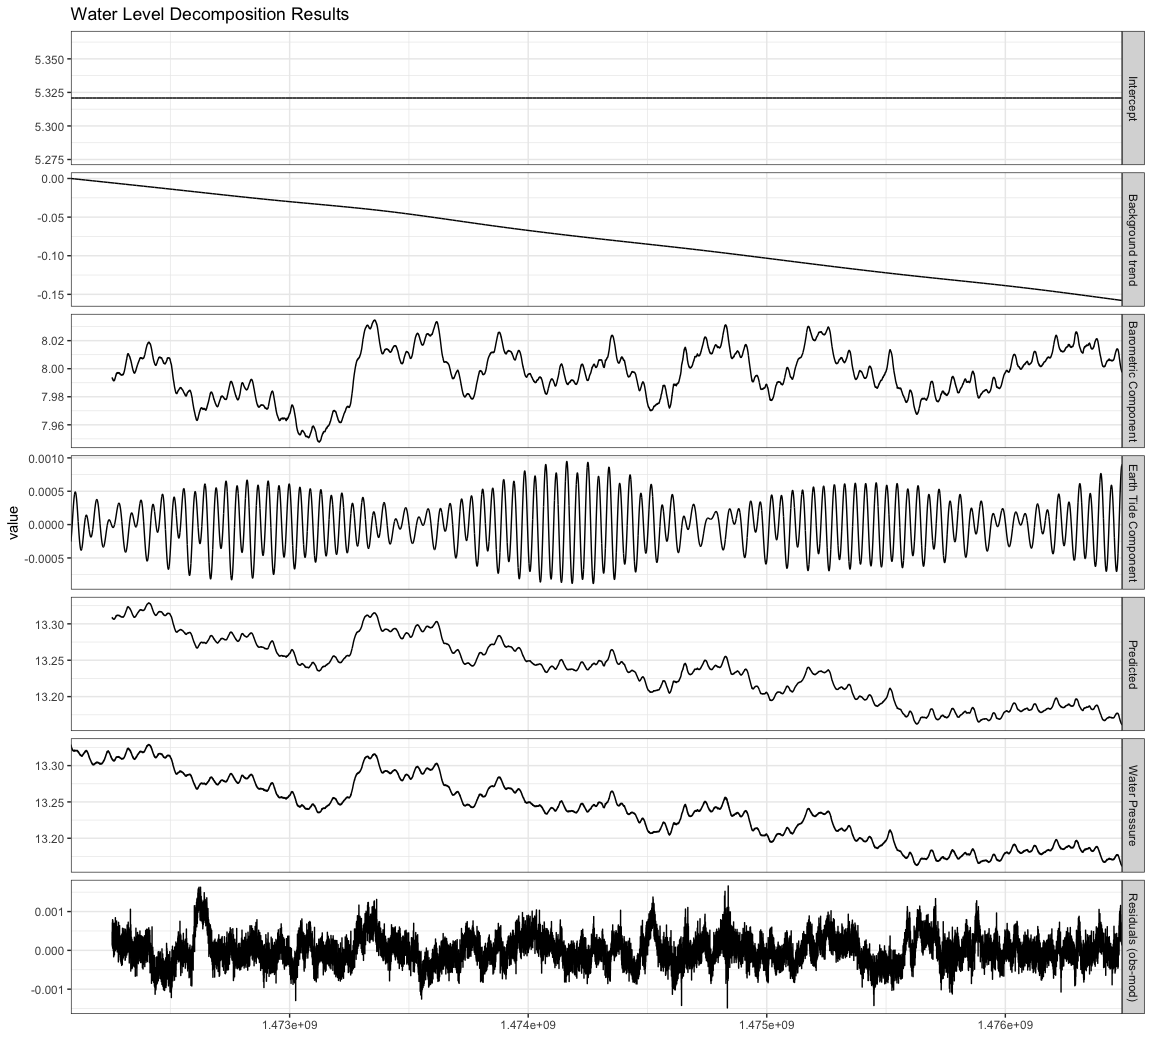 Water Level Decomposition Results
5.350
5.325
5.300
5.275
Intercept
0.00
-0.05
-0.10
-0.15
Background trend
8.02
8.00
7.98
7.96
Barometric Component
0.0010
0.0005
0.0000
-0.0005
Earth Tide Component
value
13.30
13.25
13.20
Predicted
13.30
13.25
13.20
Water Pressure
0.001
0.000
-0.001
Residuals (obs-mod)
1.473e+09
1.474e+09
1.475e+09
1.476e+09